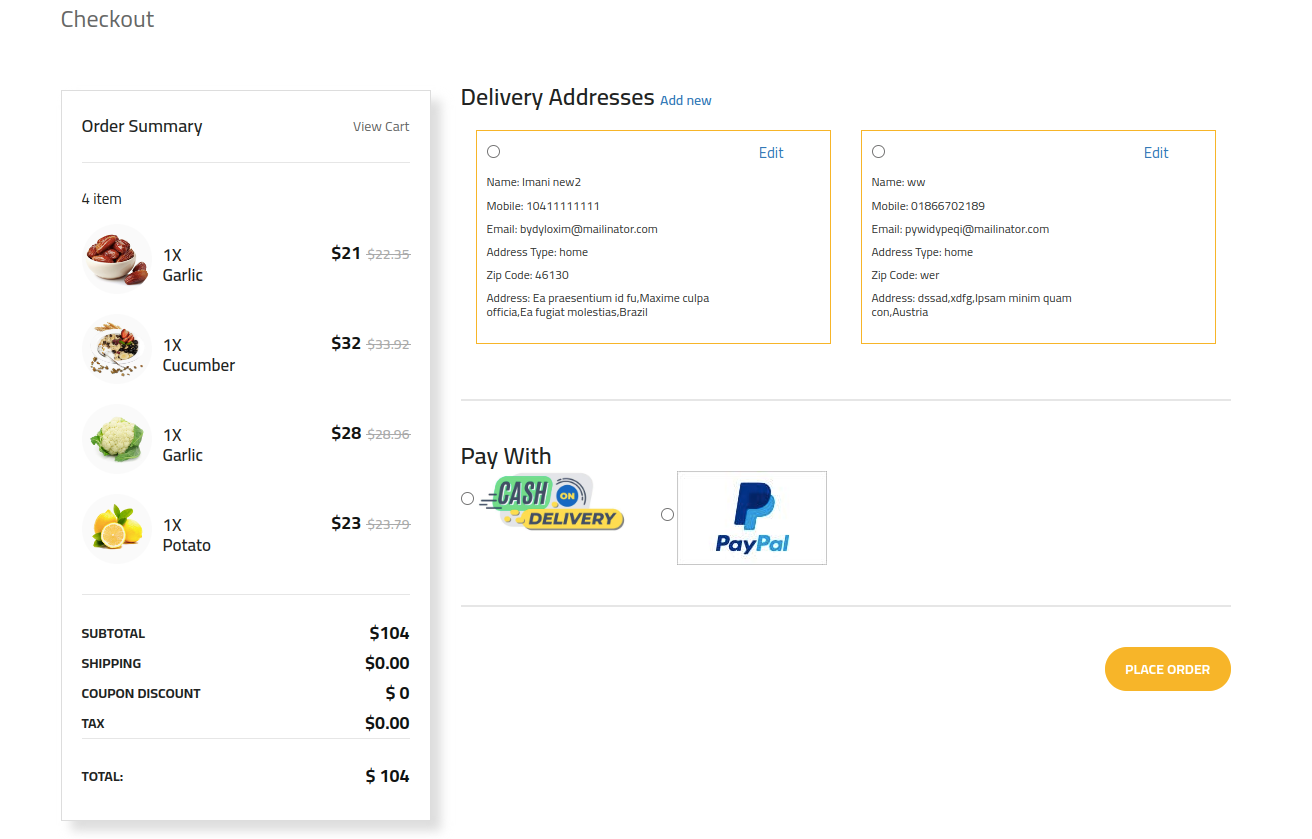 Checkout
Order Summary View Cart
4 item
1X
Garlic
$21 $22.35
1X
Cucumber
$32 $33.92
1X
Garlic
$28 $28.96
1X
Potato
$23 $23.79
SUBTOTAL $104
SHIPPING $0.00
COUPON DISCOUNT $ 0
TAX $0.00
TOTAL: $ 104
Delivery Addresses Add new
Edit
Name: Imani new2
Mobile: 10411111111
Email: bydyloxim@mailinator.com
Address Type: home
Zip Code: 46130
Address: Ea praesentium id fu,Maxime culpa
officia,Ea fugiat molestias,Brazil
Edit
Name: ww
Mobile: 01866702189
Email: pywidypeqi@mailinator.com
Address Type: home
Zip Code: wer
Address: dssad,xdfg,Ipsam minim quam
con,Austria
Pay With
CASH ON
DELIVERY
PayPal
PLACE ORDER